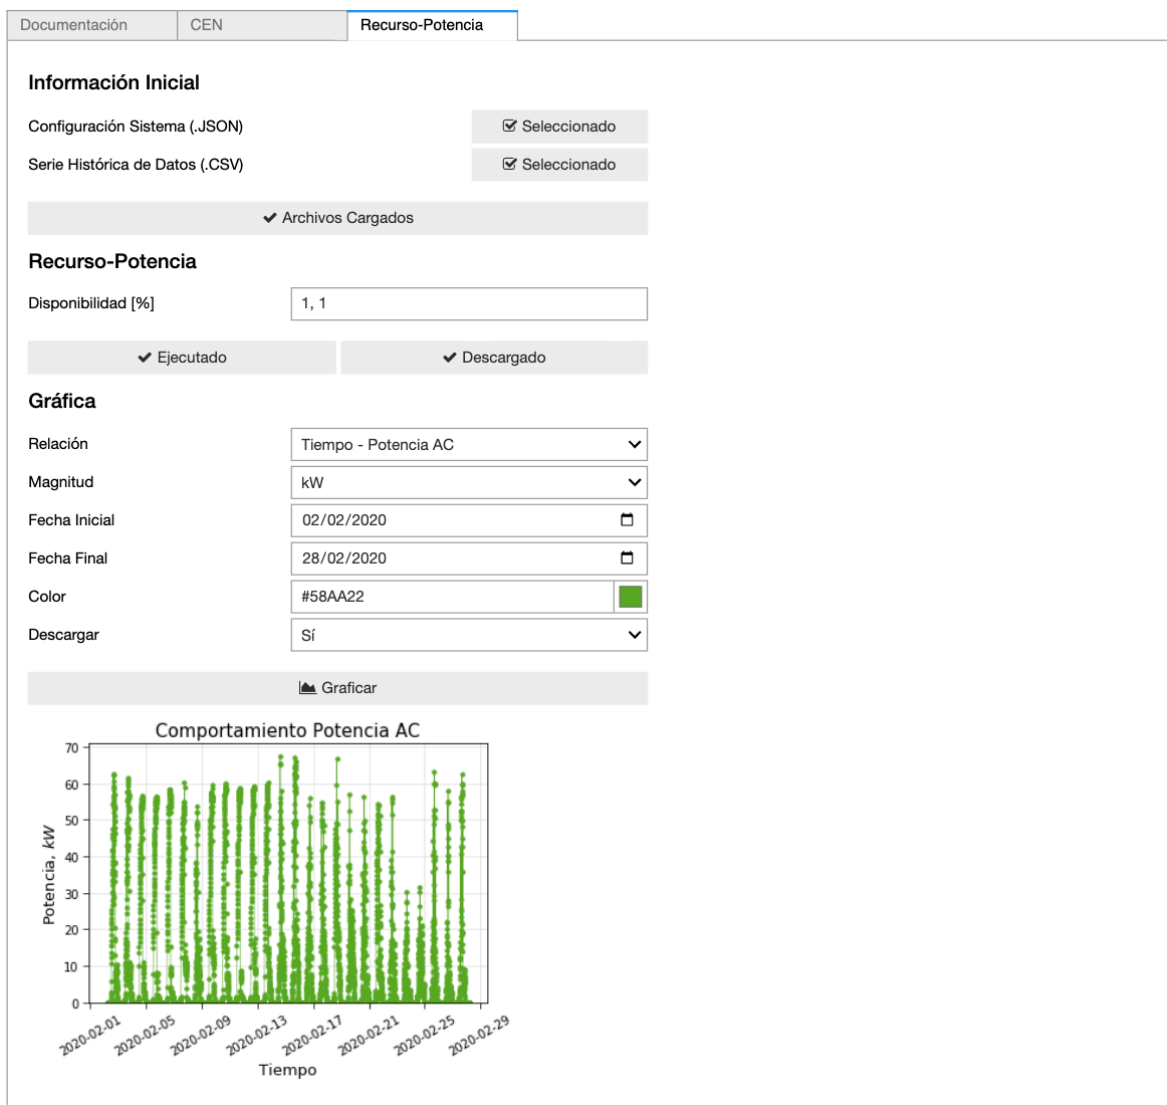 Documentación CEN Recurso-Potencia
Información Inicial
Configuración Sistema (.JSON) Seleccionado
Serie Histórica de Datos (.CSV) Seleccionado
Archivos Cargados
Recurso-Potencia
Disponibilidad [%] 1, 1
Ejecutado Descargado
Gráfica
Relación Tiempo - Potencia AC
Magnitud kW
Fecha Inicial 02/02/2020
Fecha Final 28/02/2020
Color #58AA22
Descargar Sí
Graficar
Comportamiento Potencia AC
70
60
50
40
30
20
10
0
Potencia, kW
2020-02-01 2020-02-05 2020-02-09 2020-02-13 2020-02-17 2020-02-21 2020-02-25 2020-02-29
Tiempo